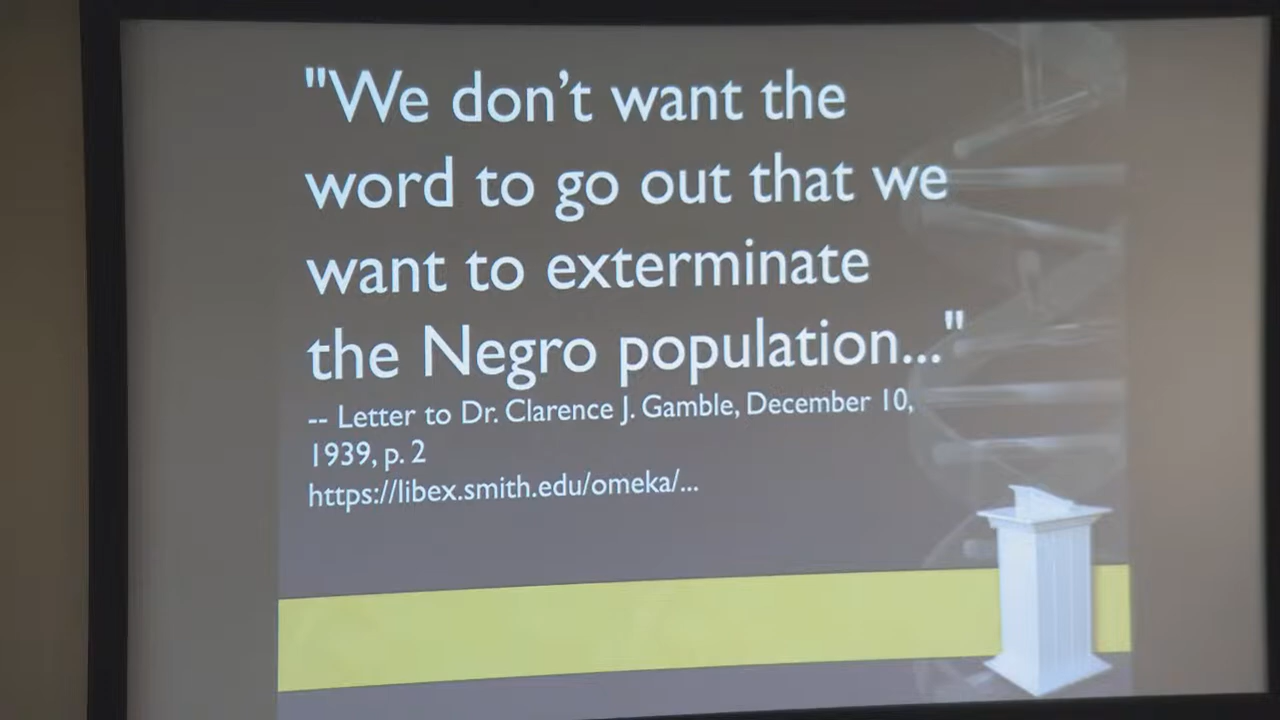 "We don't want the
word to go out that we
want to exterminate
the Negro population..."
-- Letter to Dr. Clarence J. Gamble, December 10,
1939, p. 2
https://libex.smith.edu/omeka/...